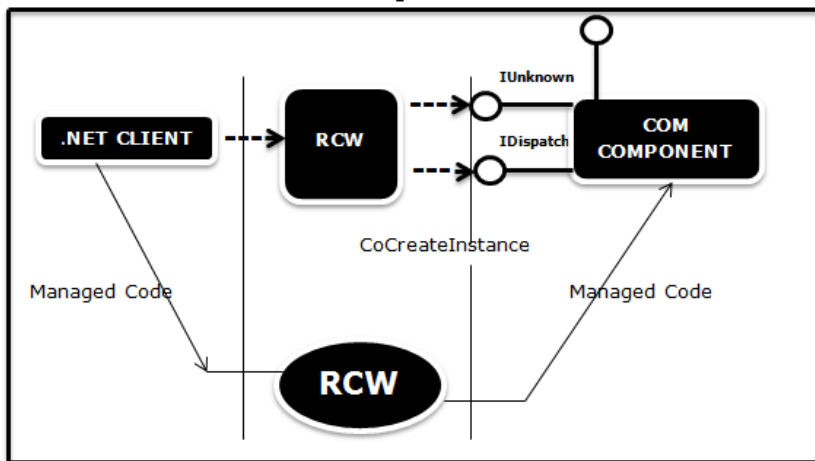 IUnknown
.NET CLIENT
RCW
COM
COMPONENT
IDispatch
CoCreateInstance
Managed Code
Managed Code
RCW